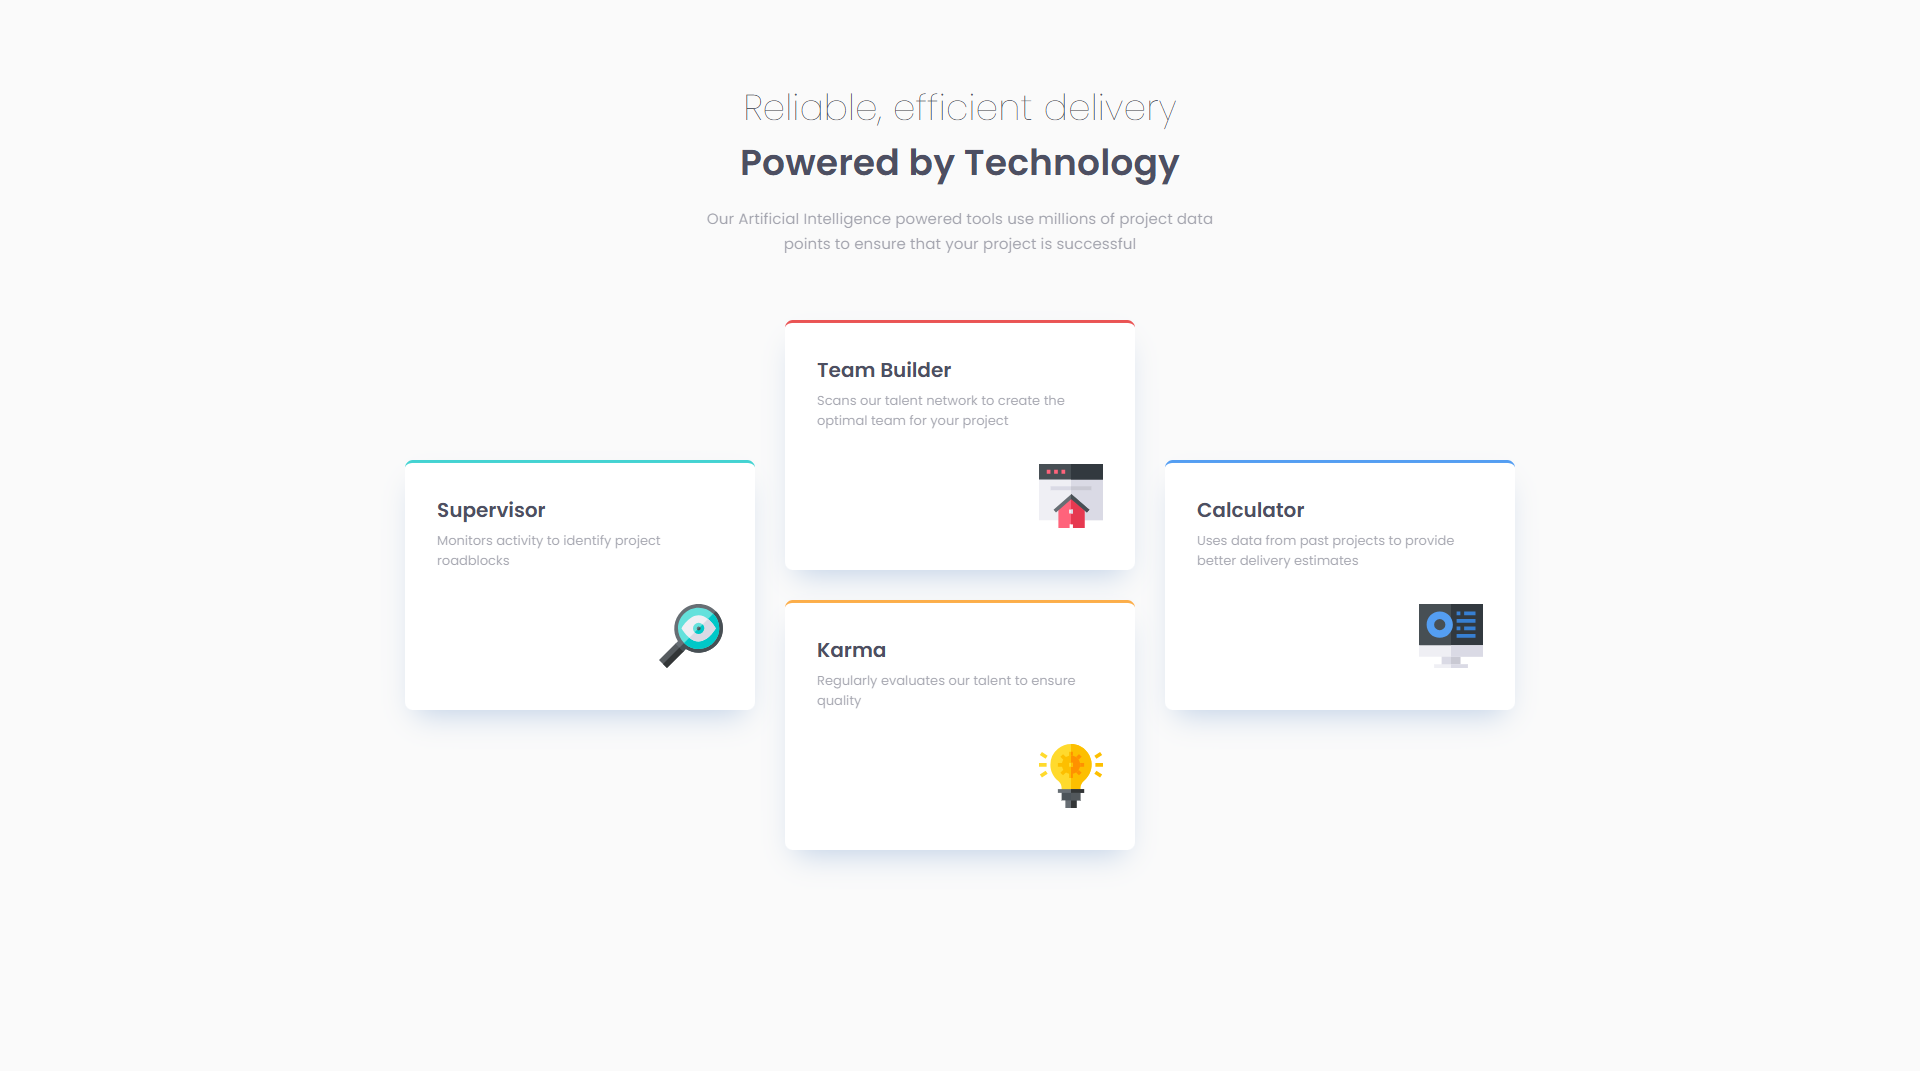 Reliable, efficient delivery
Powered by Technology
Our Artificial Intelligence powered tools use millions of project data
points to ensure that your project is successful
Team Builder
Scans our talent network to create the
optimal team for your project
Supervisor
Monitors activity to identify project
roadblocks
Calculator
Uses data from past projects to provide
better delivery estimates
Karma
Regularly evaluates our talent to ensure
quality